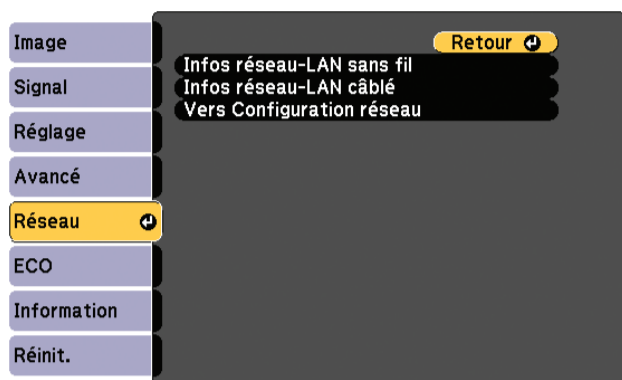 Image
Signal
Réglage
Avancé
Réseau
ECO
Information
Réinit.
Retour
Infos réseau-LAN sans fil
Infos réseau-LAN câblé
Vers Configuration réseau